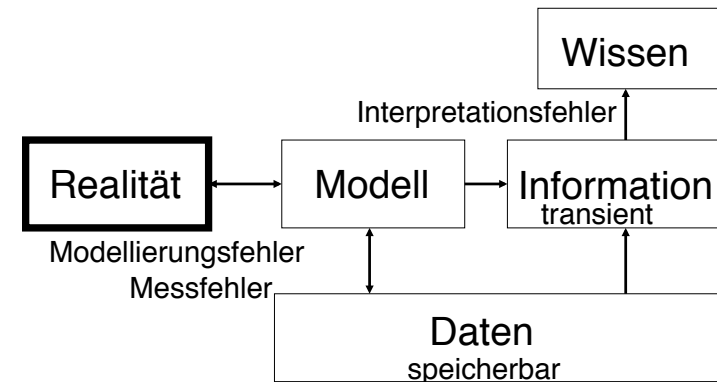 Wissen
Interpretationsfehler
Realität
Modell
Information
transient
Modellierungsfehler
Messfehler
Daten
speicherbar